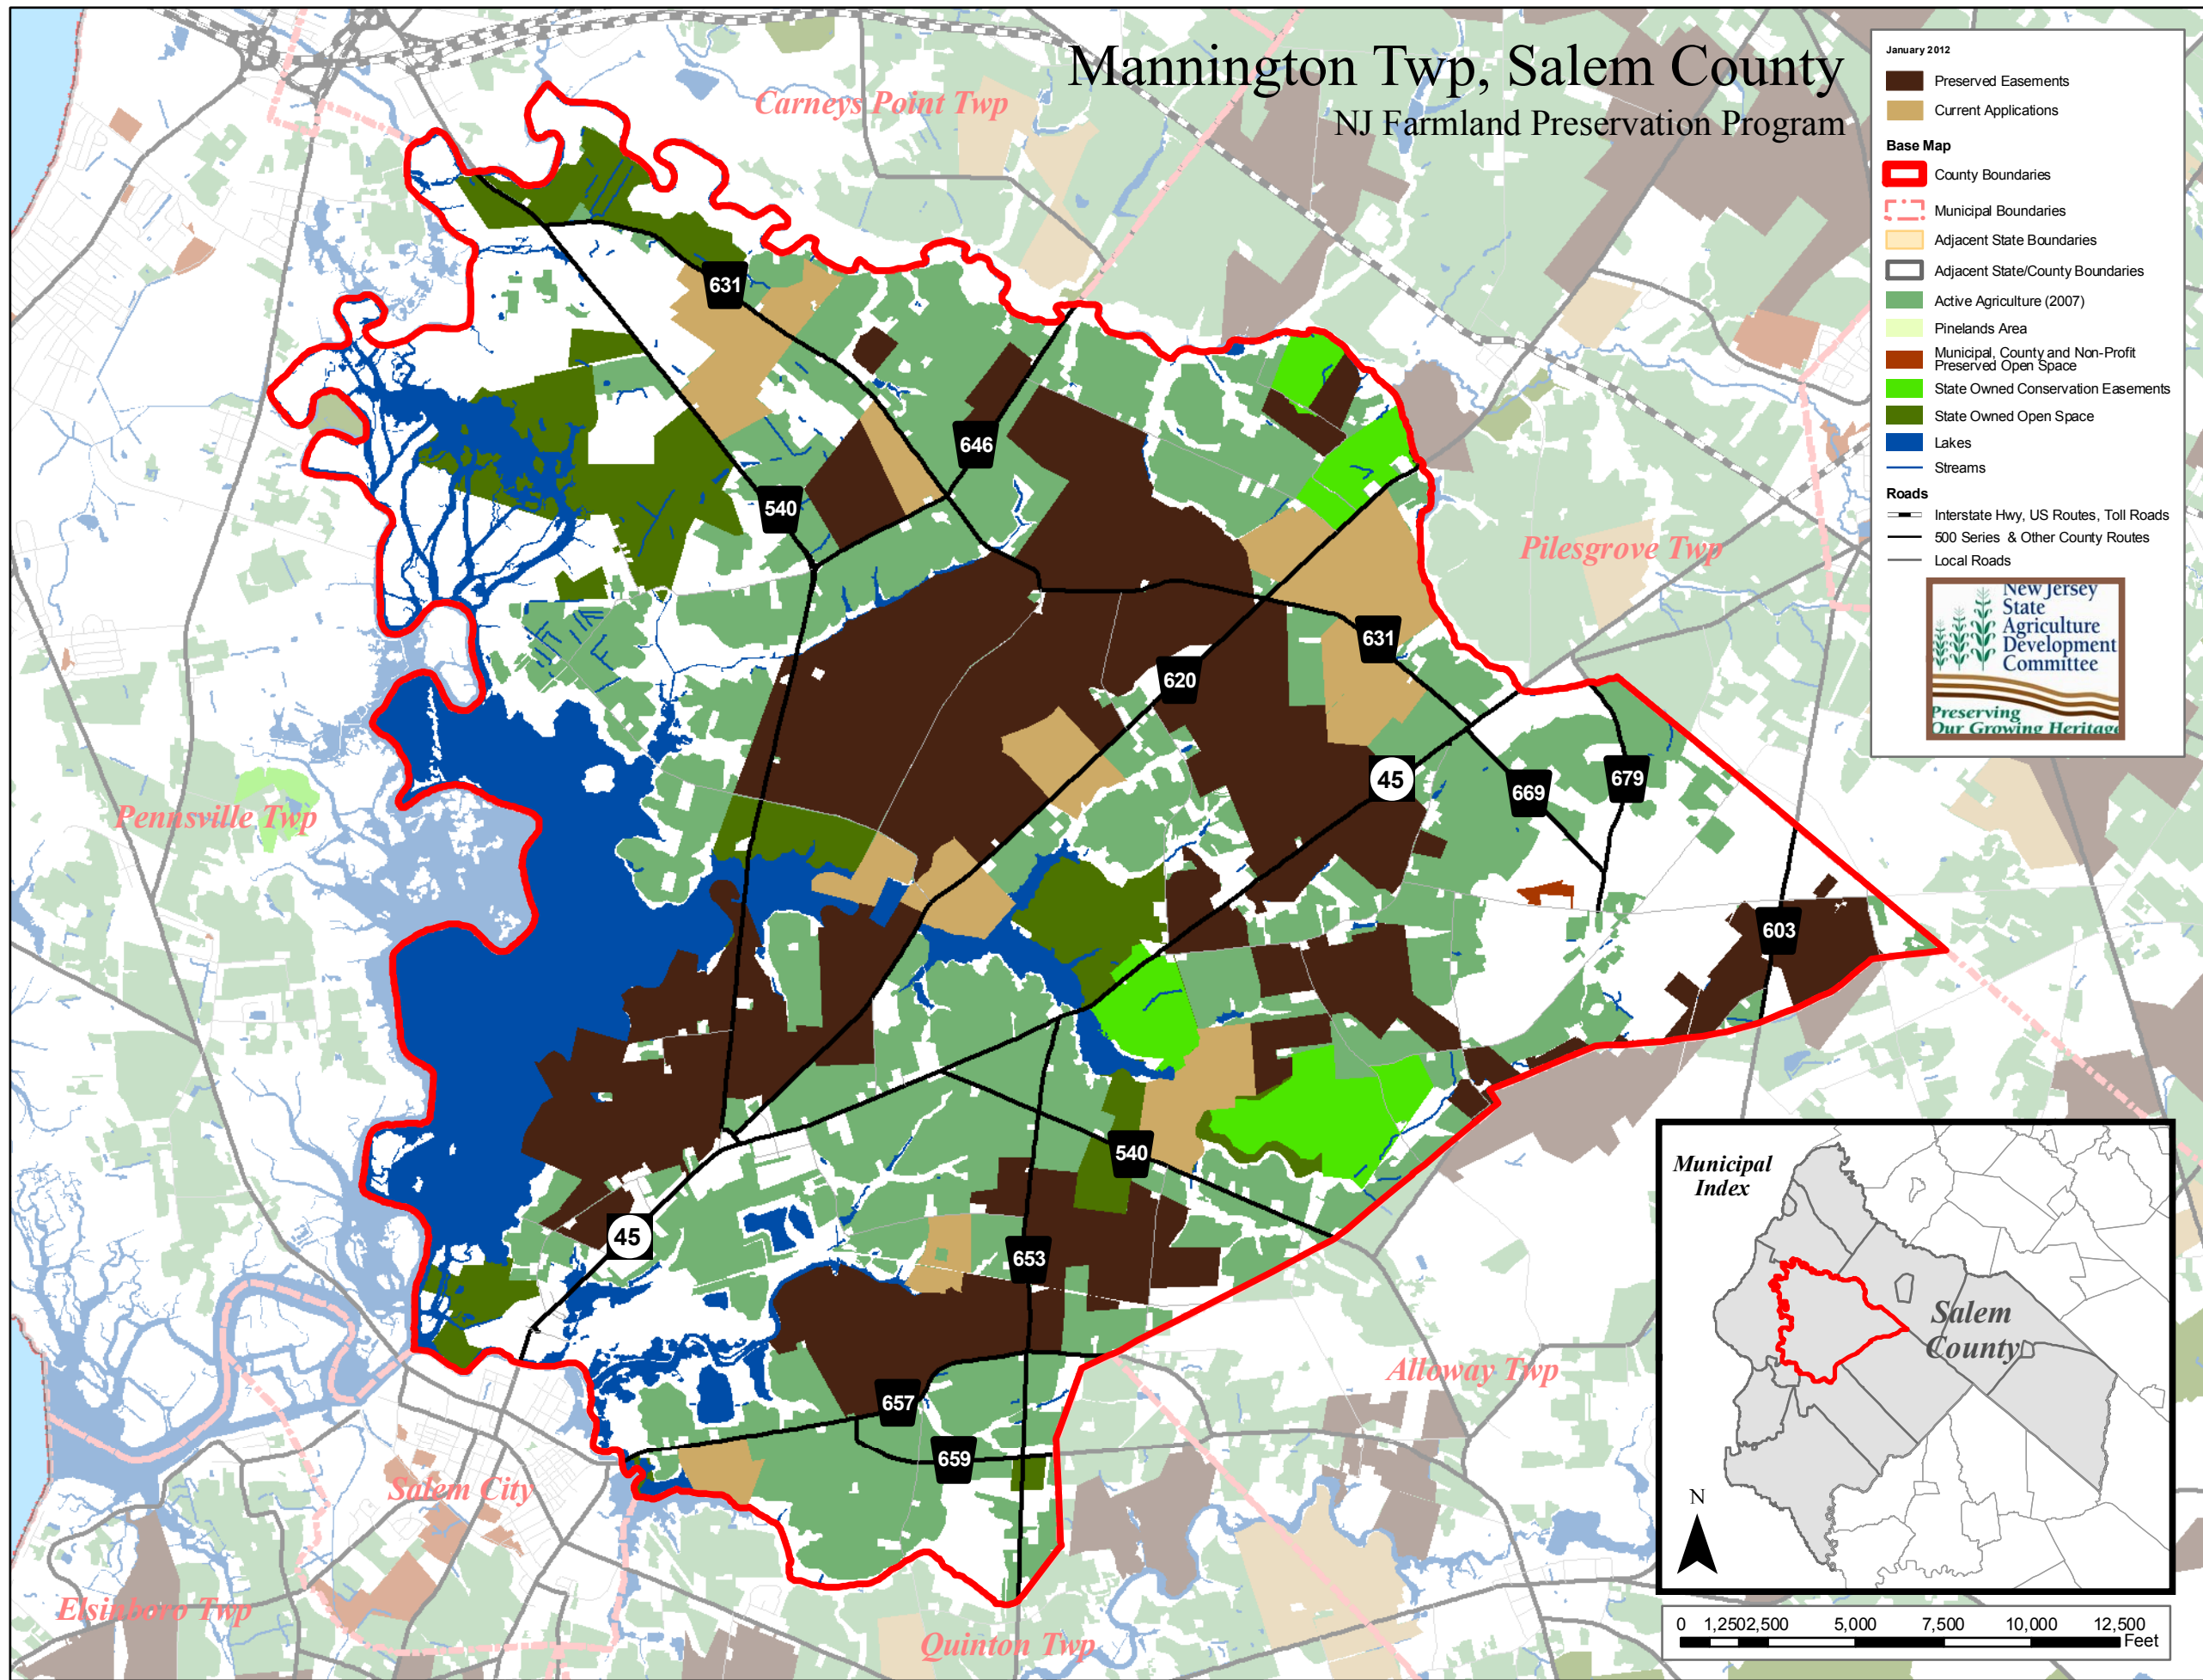 Mannington Twp, Salem County
NJ Farmland Preservation Program
January 2012
Preserved Easements
Current Applications
Base Map
County Boundaries
Municipal Boundaries
Adjacent State Boundaries
Adjacent State/County Boundaries
Active Agriculture (2007)
Pinelands Area
Municipal, County and Non-Profit
Preserved Open Space
State Owned Conservation Easements
State Owned Open Space
Lakes
Streams
Roads
Interstate Hwy, US Routes, Toll Roads
500 Series & Other County Routes
Local Roads
New Jersey
State
Agriculture
Development
Committee
Preserving
Our Growing Heritage
Carneys Point Twp
631
646
540
Pilesgrove Twp
631
620
45
669
679
Pennsville Twp
603
540
45
653
657
659
Alloway Twp
Salem City
Elsinboro Twp
Quinton Twp
Municipal
Index
Salem
County
N
0 1,250 2,500 5,000 7,500 10,000 12,500
Feet